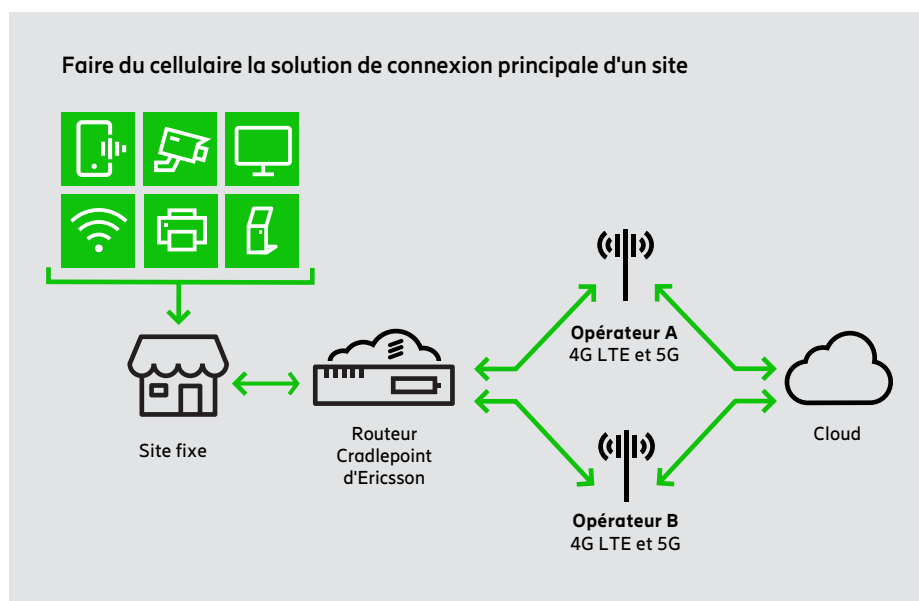 Faire du cellulaire la solution de connexion principale d'un site
Opérateur A
4G LTE et 5G
Site fixe
Routeur
Cradlepoint
d'Ericsson
Cloud
Opérateur B
4G LTE et 5G